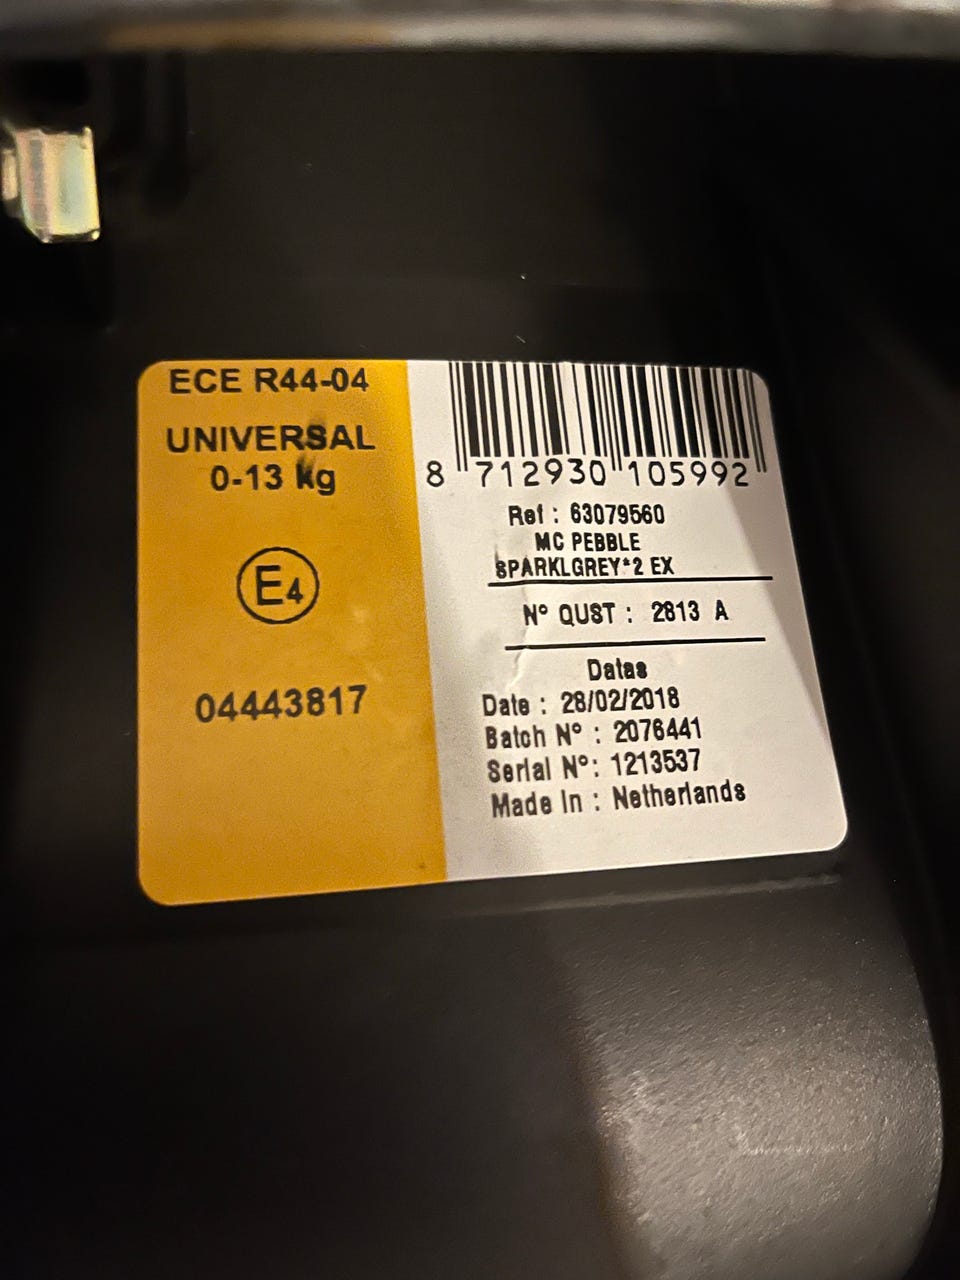 ECE R44-04
UNIVERSAL
0-13 kg
E4
04443817
8 712930 105992
Ref : 63079560
MC PEBBLE
SPARKLGREY*2 EX
N° QUST : 2813 A
Datas
Date : 28/02/2018
Batch N° : 2076441
Serial N°: 1213537
Made In : Netherlands